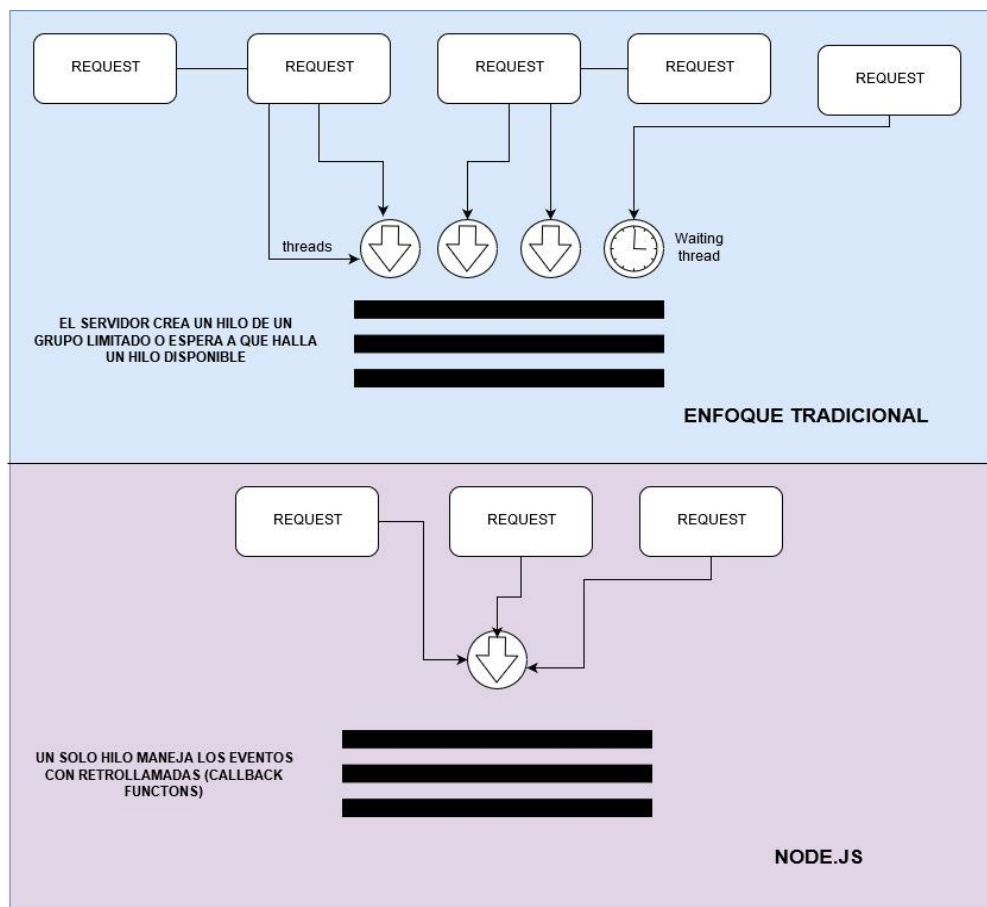 REQUEST
REQUEST
REQUEST
REQUEST
REQUEST
threads
Waiting
thread
EL SERVIDOR CREA UN HILO DE UN
GRUPO LIMITADO O ESPERA A QUE HALLA
UN HILO DISPONIBLE
ENFOQUE TRADICIONAL
REQUEST
REQUEST
REQUEST
UN SOLO HILO MANEJA LOS EVENTOS
CON RETROLLAMADAS (CALLBACK
FUNCTONS)
NODE.JS